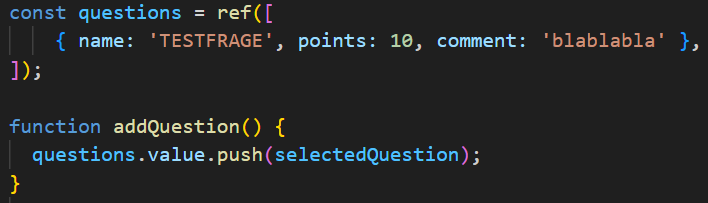 const questions = ref([
    { name: 'TESTFRAGE', points: 10, comment: 'blablabla' },
]);

function addQuestion() {
  questions.value.push(selectedQuestion);
}